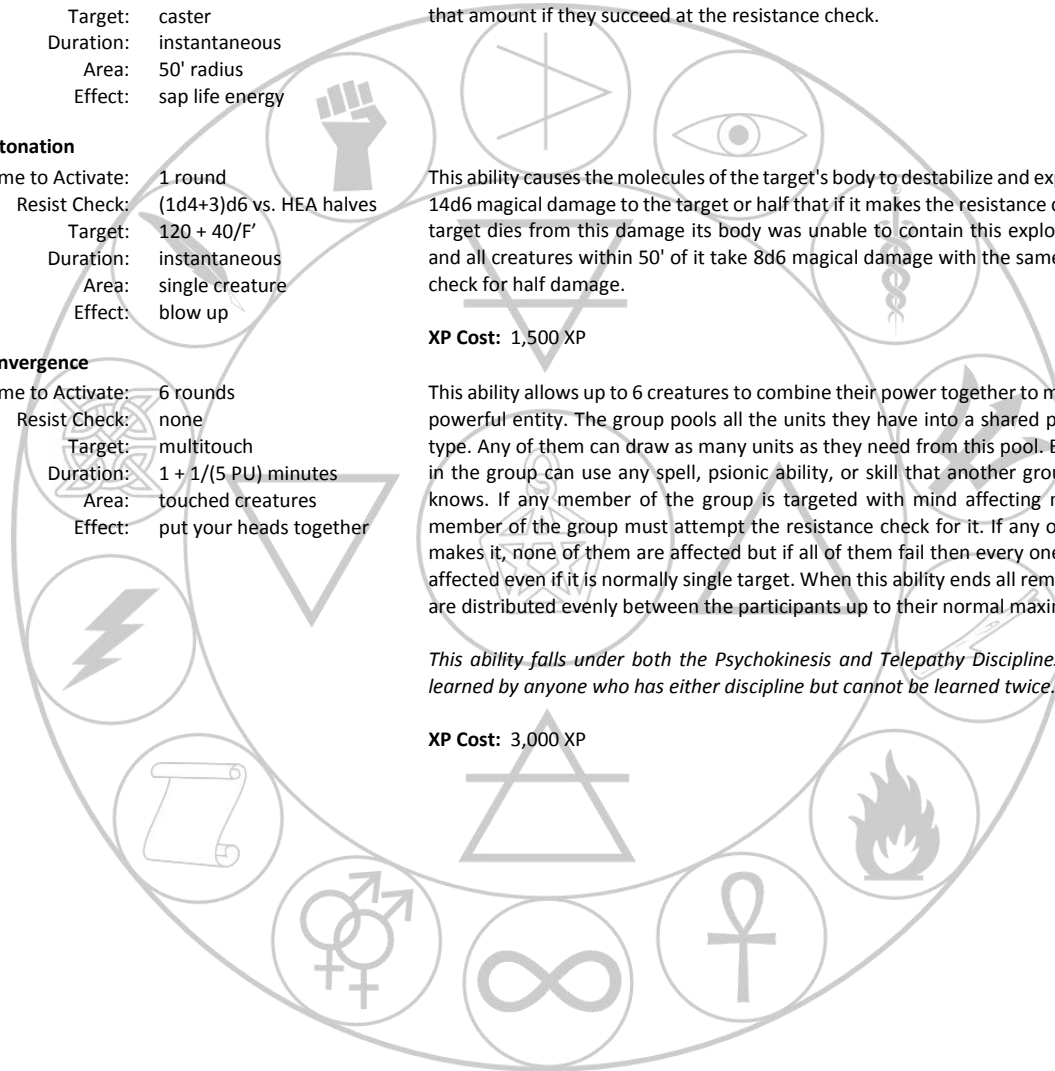 Target: caster
Duration: instantaneous
Area: 50' radius
Effect: sap life energy
that amount if they succeed at the resistance check.
tonation
me to Activate: 1 round
Resist Check: (1d4+3)d6 vs. HEA halves
Target: 120 + 40/F’
Duration: instantaneous
Area: single creature
Effect: blow up
This ability causes the molecules of the target's body to destabilize and exp
14d6 magical damage to the target or half that if it makes the resistance c
target dies from this damage its body was unable to contain this explo
and all creatures within 50' of it take 8d6 magical damage with the same
check for half damage.
XP Cost: 1,500 XP
nvergence
me to Activate: 6 rounds
Resist Check: none
Target: multitouch
Duration: 1 + 1/(5 PU) minutes
Area: touched creatures
Effect: put your heads together
This ability allows up to 6 creatures to combine their power together to m
powerful entity. The group pools all the units they have into a shared p
type. Any of them can draw as many units as they need from this pool. E
in the group can use any spell, psionic ability, or skill that another grou
knows. If any member of the group is targeted with mind affecting m
member of the group must attempt the resistance check for it. If any o
makes it, none of them are affected but if all of them fail then every one
affected even if it is normally single target. When this ability ends all rem
are distributed evenly between the participants up to their normal maxi
This ability falls under both the Psychokinesis and Telepathy Discipline
learned by anyone who has either discipline but cannot be learned twice.
XP Cost: 3,000 XP